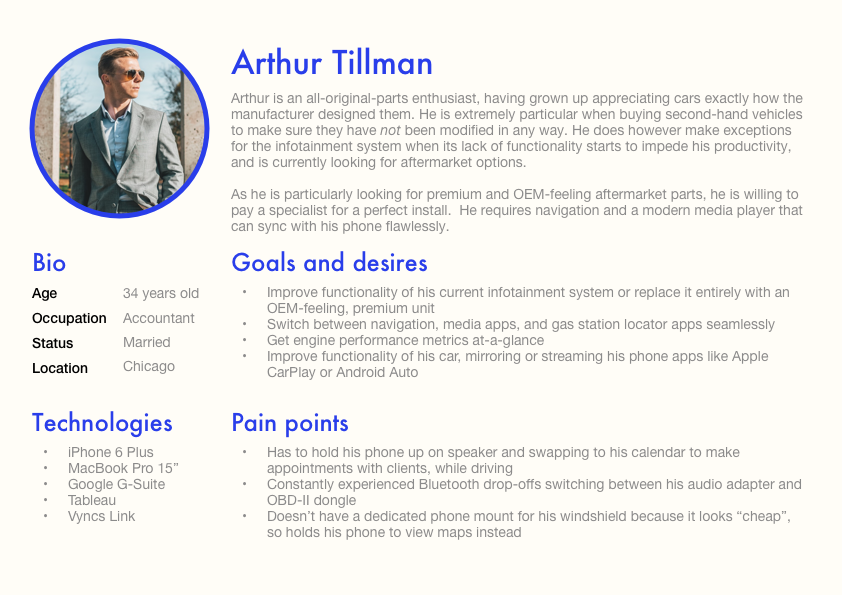 Arthur Tillman
Arthur is an all-original-parts enthusiast, having grown up appreciating cars exactly how the
manufacturer designed them. He is extremely particular when buying second-hand vehicles
to make sure they have not been modified in any way. He does however make exceptions
for the infotainment system when its lack of functionality starts to impede his productivity,
and is currently looking for aftermarket options.
As he is particularly looking for premium and OEM-feeling aftermarket parts, he is willing to
pay a specialist for a perfect install.  He requires navigation and a modern media player that
can sync with his phone flawlessly.
Bio
Age 34 years old
Occupation Accountant
Status Married
Location Chicago
Goals and desires
• Improve functionality of his current infotainment system or replace it entirely with an
OEM-feeling, premium unit
• Switch between navigation, media apps, and gas station locator apps seamlessly
• Get engine performance metrics at-a-glance
• Improve functionality of his car, mirroring or streaming his phone apps like Apple
CarPlay or Android Auto
Technologies
• iPhone 6 Plus
• MacBook Pro 15”
• Google G-Suite
• Tableau
• Vyncs Link
Pain points
• Has to hold his phone up on speaker and swapping to his calendar to make
appointments with clients, while driving
• Constantly experienced Bluetooth drop-offs switching between his audio adapter and
OBD-II dongle
• Doesn’t have a dedicated phone mount for his windshield because it looks “cheap”,
so holds his phone to view maps instead